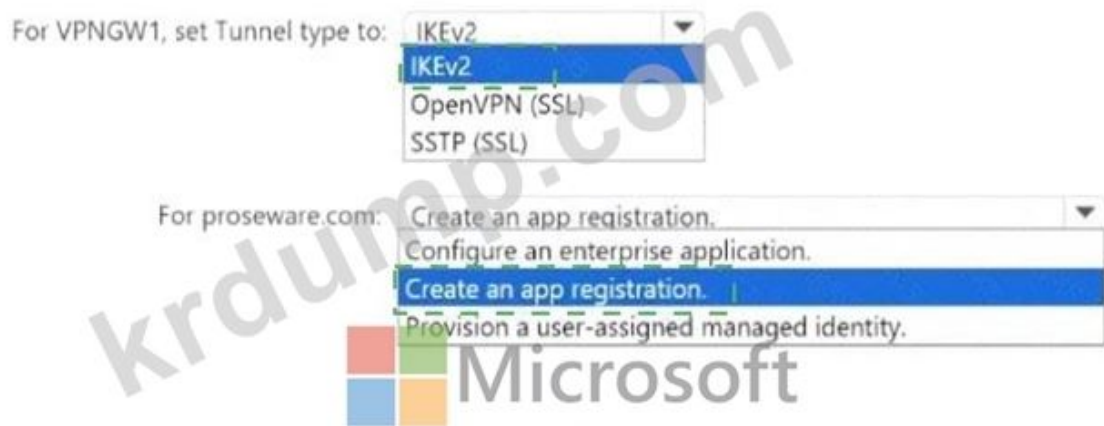 For VPNGW1, set Tunnel type to: IKEv2
IKEv2
OpenVPN (SSL)
SSTP (SSL)
For proseware.com: Create an app registration.
Configure an enterprise application.
Create an app registration.
Provision a user-assigned managed identity.
krdump.com
Microsoft